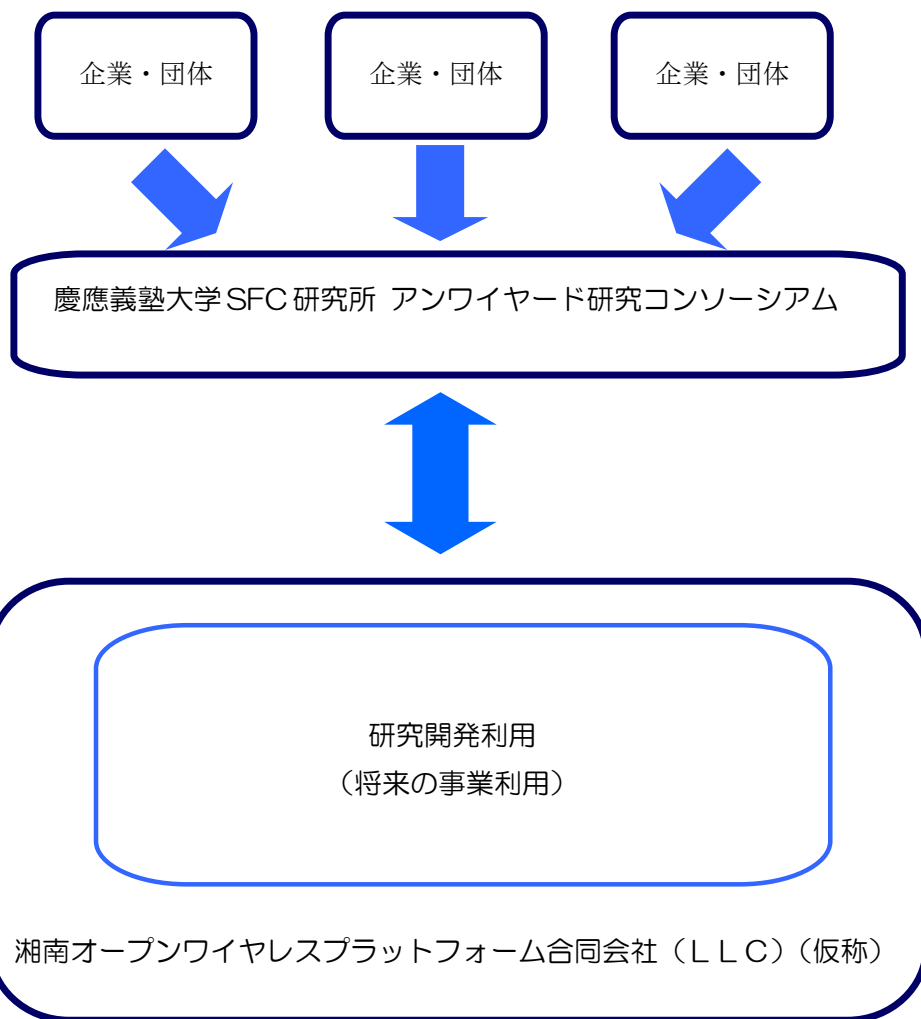 企業・団体
企業・団体
企業・団体
慶應義塾大学SFC研究所 アンワイヤード研究コンソーシアム
研究開発利用
（将来の事業利用）
湘南オープンワイヤレスプラットフォーム合同会社（ＬＬＣ）（仮称）